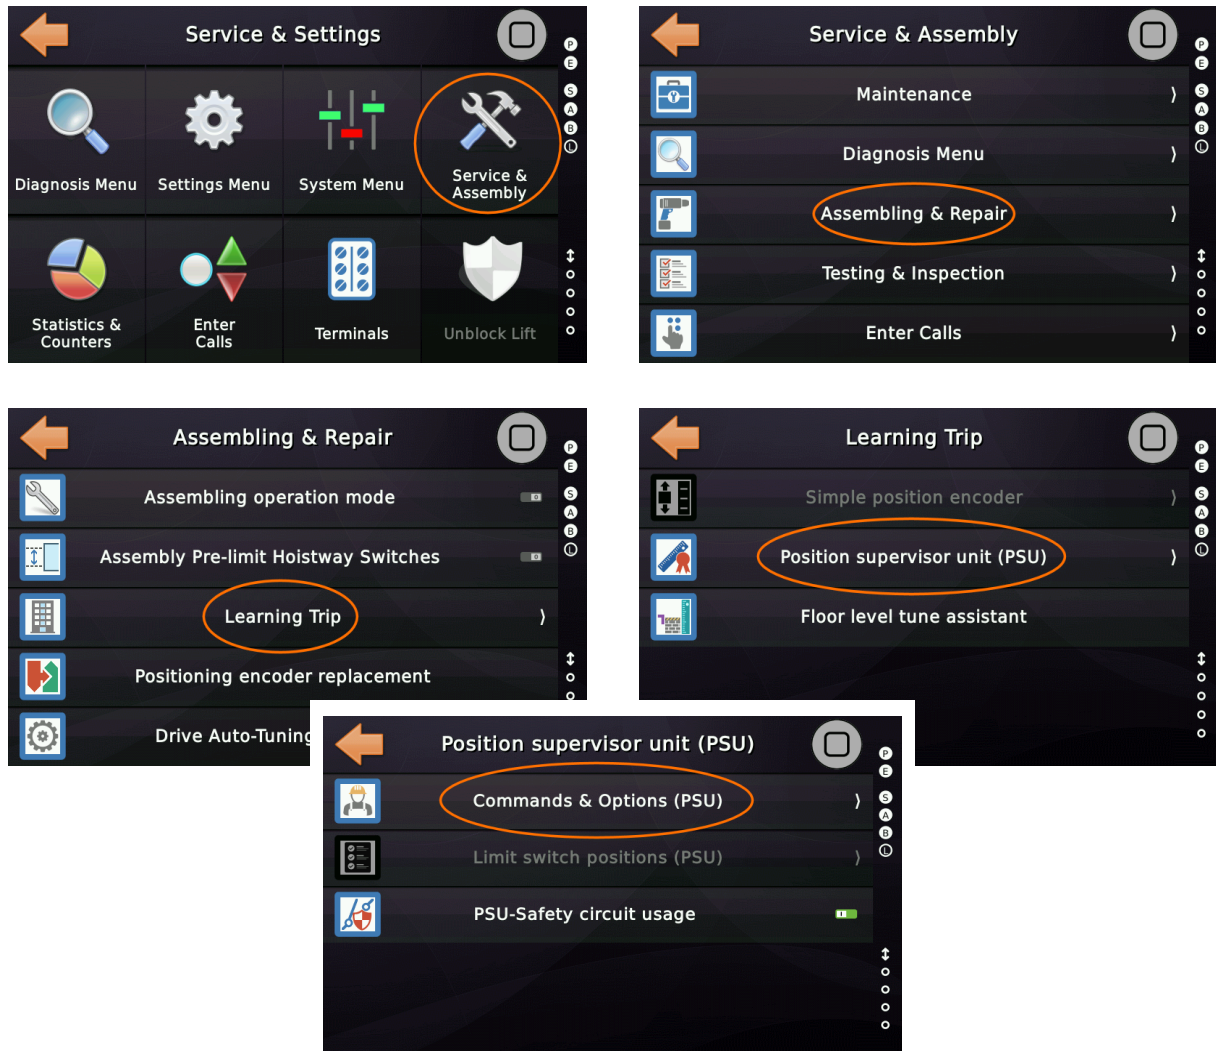 Service & Settings
Diagnosis Menu
Settings Menu
System Menu
Service &
Assembly
Statistics &
Counters
Enter
Calls
Terminals
Unblock Lift
P
E
S
A
B
L
Service & Assembly
Maintenance
Diagnosis Menu
Assembling & Repair
Testing & Inspection
Enter Calls
P
E
S
A
B
L
Assembling & Repair
Assembling operation mode
Assembly Pre-limit Hoistway Switches
Learning Trip
Positioning encoder replacement
Drive Auto-Tuning
P
E
S
A
B
L
Learning Trip
Simple position encoder
Position supervisor unit (PSU)
Floor level tune assistant
P
E
S
A
B
L
Position supervisor unit (PSU)
Commands & Options (PSU)
Limit switch positions (PSU)
PSU-Safety circuit usage
P
E
S
A
B
L